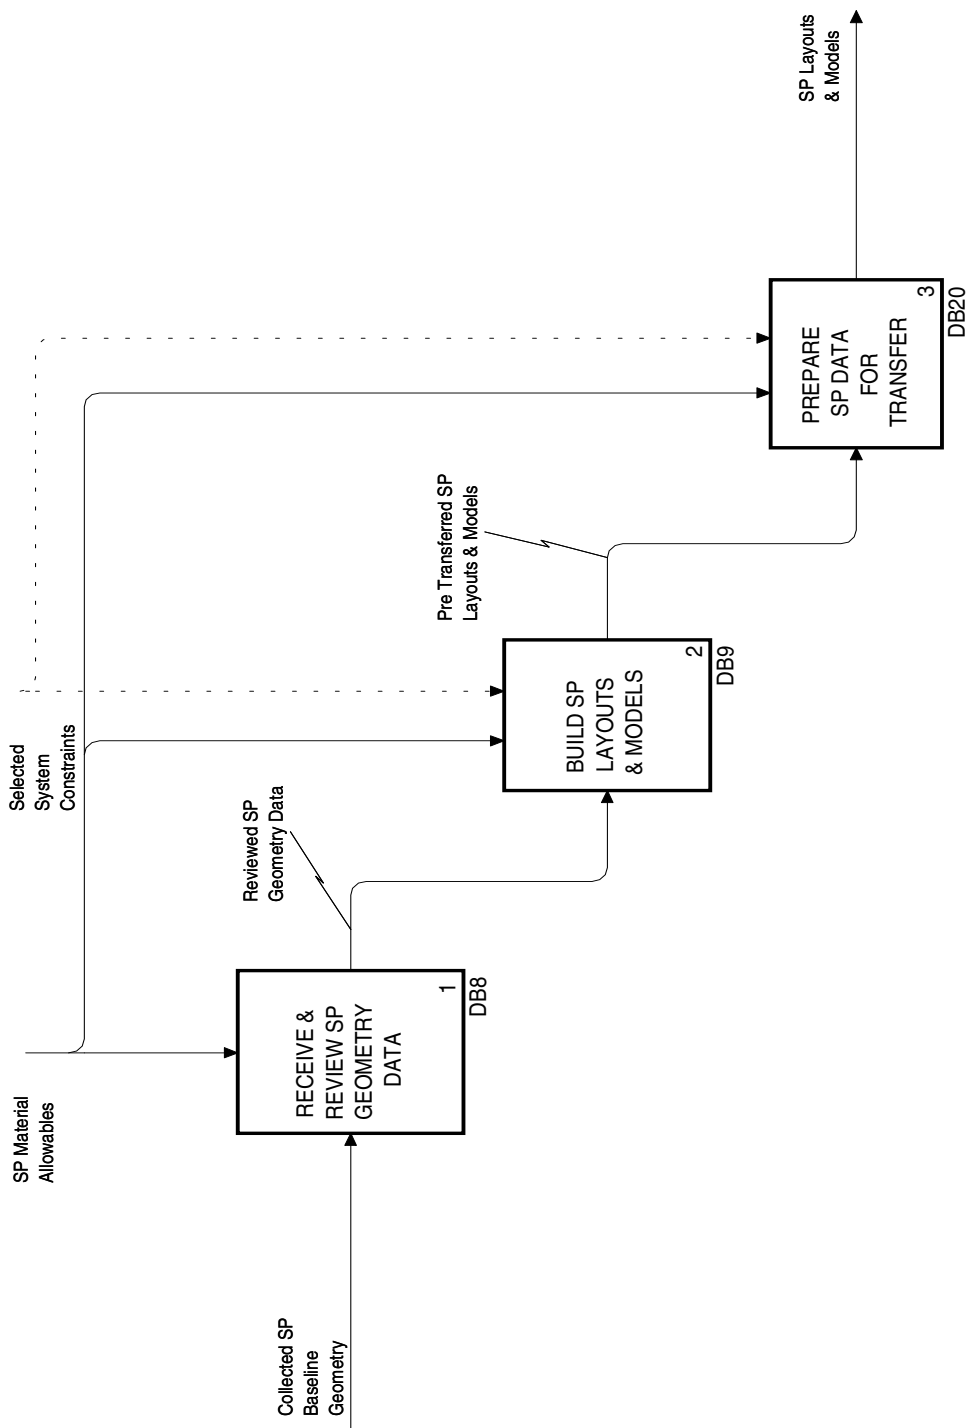 SP Material
Allowables
Selected
System
Constraints
Collected SP
Baseline
Geometry
RECEIVE &
REVIEW SP
GEOMETRY
DATA
1
DB8
Reviewed SP
Geometry Data
BUILD SP
LAYOUTS
& MODELS
2
DB9
Pre Transferred SP
Layouts & Models
PREPARE
SP DATA
FOR
TRANSFER
3
DB20
SP Layouts
& Models